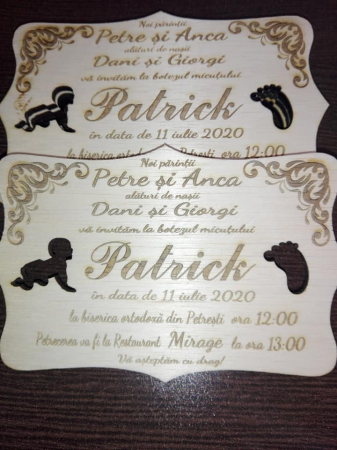 Noi părinții
Petre și Anca
alături de nașii
Dani și Giorgi
vă invităm la botezul micuțului
Patrick
în data de 11 iulie 2020
la biserica ortodoxă Petrești ora 12:00
Noi părinții
Petre și Anca
alături de nașii
Dani și Giorgi
vă invităm la botezul micuțului
Patrick
în data de 11 iulie 2020
la biserica ortodoxă din Petrești ora 12:00
Petrecerea va fi la Restaurant Mirage la ora 13:00
Vă așteptăm cu drag!